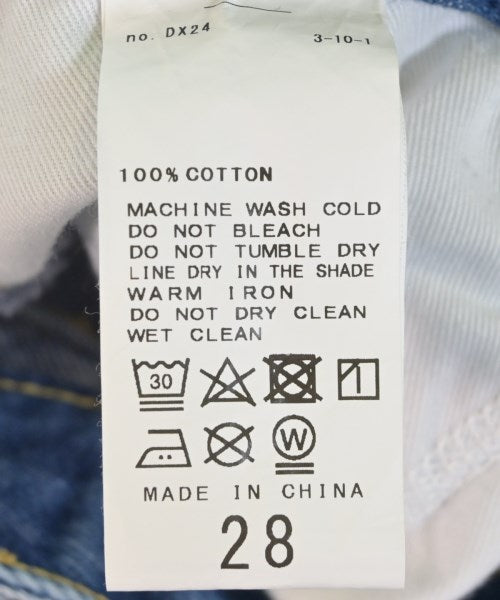 no. DX24 3-10-1
100% COTTON
MACHINE WASH COLD
DO NOT BLEACH
DO NOT TUMBLE DRY
LINE DRY IN THE SHADE
WARM IRON
DO NOT DRY CLEAN
WET CLEAN
30
W
MADE IN CHINA
28